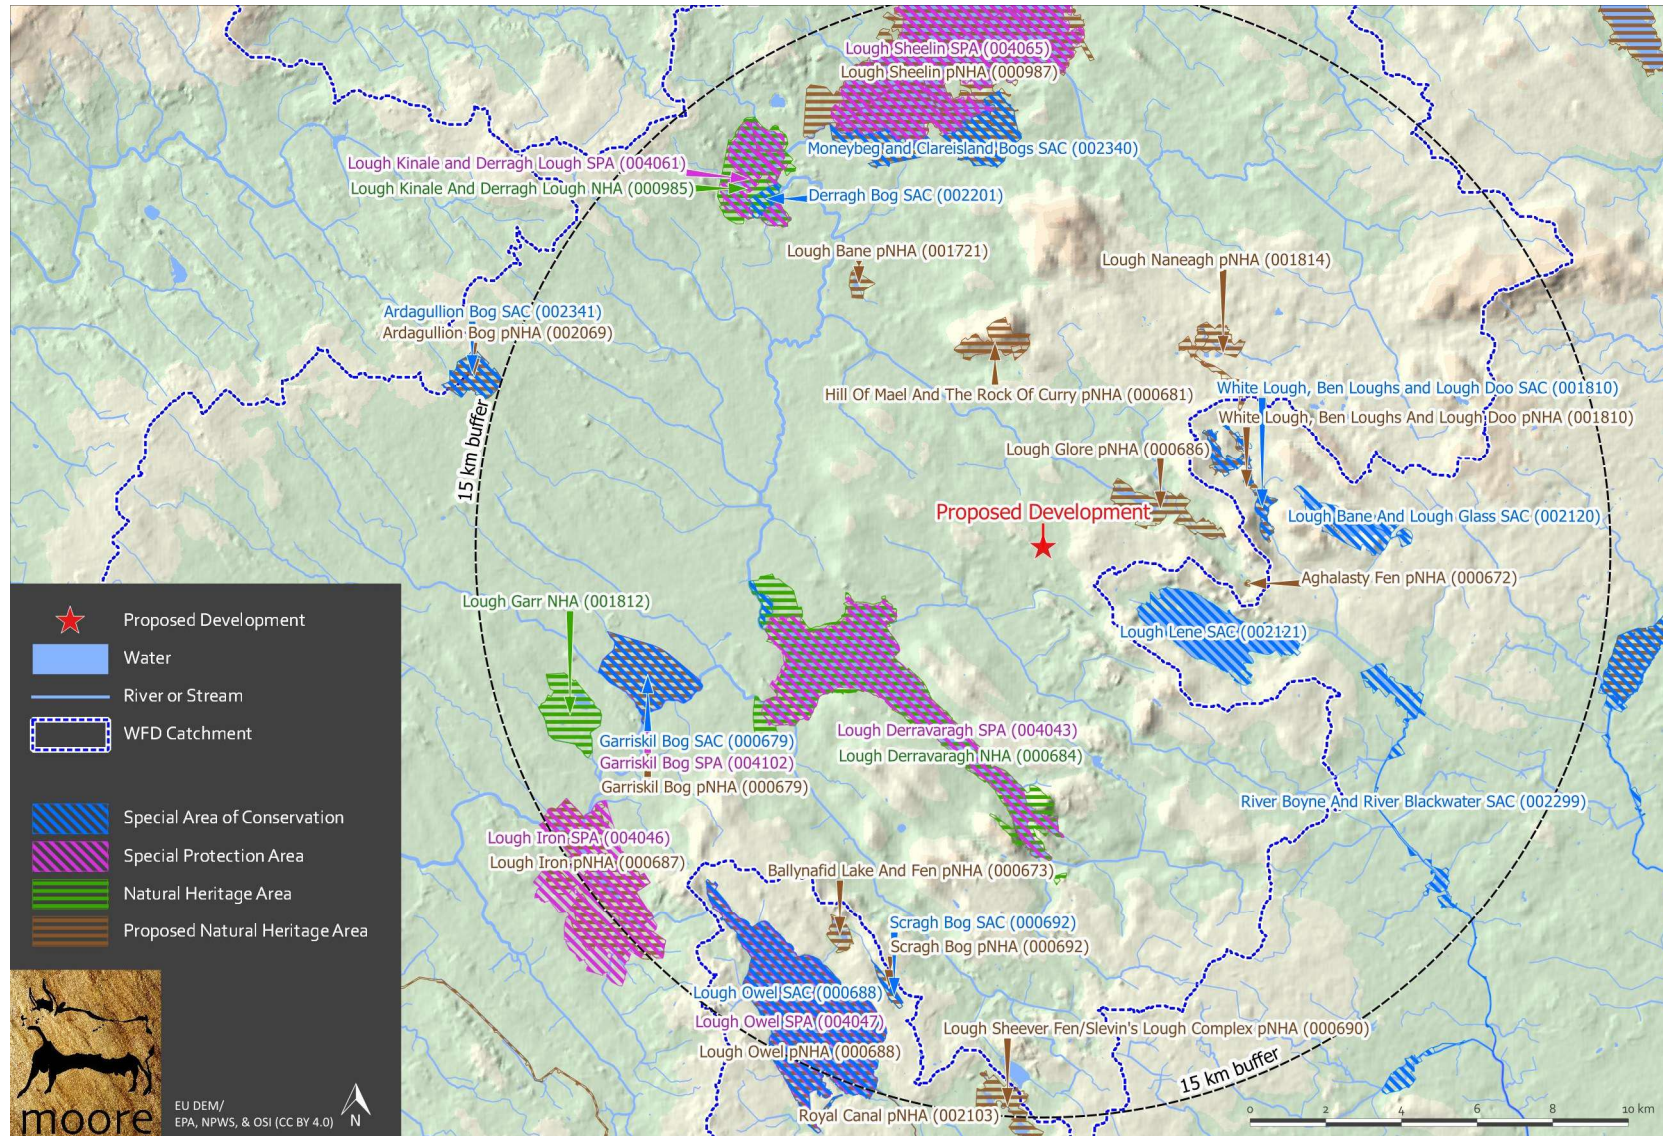 Lough Sheelin SPA (004065)
Lough Sheelin pNHA (000987)
Moneybeg and Clareisland Bogs SAC (002340)
Lough Kinale and Derragh Lough SPA (004061)
Lough Kinale And Derragh Lough NHA (000985)
Derragh Bog SAC (002201)
Lough Bane pNHA (001721)
Lough Naneagh pNHA (001814)
Ardagullion Bog SAC (002341)
Ardagullion Bog pNHA (002069)
Hill Of Mael And The Rock Of Curry pNHA (000681)
White Lough, Ben Loughs and Lough Doo SAC (001810)
White Lough, Ben Loughs And Lough Doo pNHA (001810)
15 km buffer
Lough Glore pNHA (000686)
Proposed Development
Lough Bane And Lough Glass SAC (002120)
Aghalasty Fen pNHA (000672)
Lough Garr NHA (001812)
Lough Lene SAC (002121)
Lough Derravaragh SPA (004043)
Lough Derravaragh NHA (000684)
Garriskil Bog SAC (000679)
Garriskil Bog SPA (004102)
Garriskil Bog pNHA (000679)
River Boyne And River Blackwater SAC (002299)
Lough Iron SPA (004046)
Lough Iron pNHA (000687)
Ballynafid Lake And Fen pNHA (000673)
Scragh Bog SAC (000692)
Scragh Bog pNHA (000692)
Lough Owel SAC (000688)
Lough Owel SPA (004047)
Lough Owel pNHA (000688)
Lough Sheever Fen/Slevin's Lough Complex pNHA (000690)
15 km buffer
Royal Canal pNHA (002103)
0 2 4 6 8 10 km
Proposed Development
Water
River or Stream
WFD Catchment
Special Area of Conservation
Special Protection Area
Natural Heritage Area
Proposed Natural Heritage Area
moore
EU DEM/
EPA, NPWS, & OSI (CC BY 4.0)
N